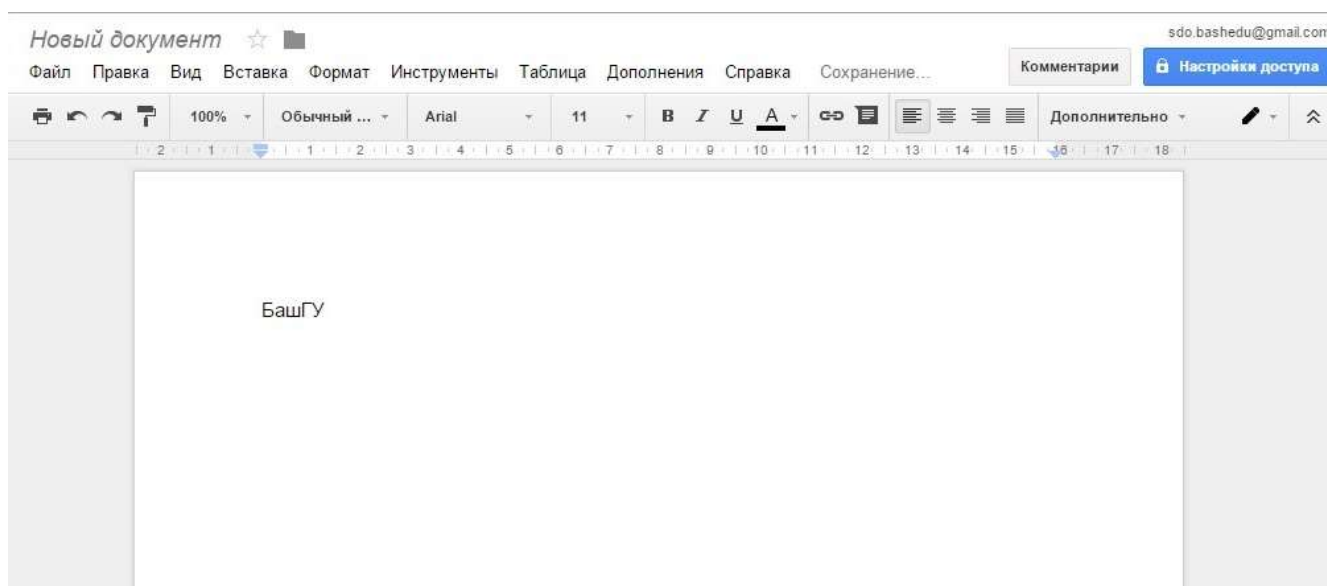 sdo.bashedu@gmail.com
Новый документ
Файл Правка Вид Вставка Формат Инструменты Таблица Дополнения Справка Сохранение... Комментарии Настройки доступа
100% Обычный ... Arial 11 B I U A Дополнительно
2 1 1 2 3 4 5 6 7 8 9 10 11 12 13 14 15 16 17 18
БашГУ